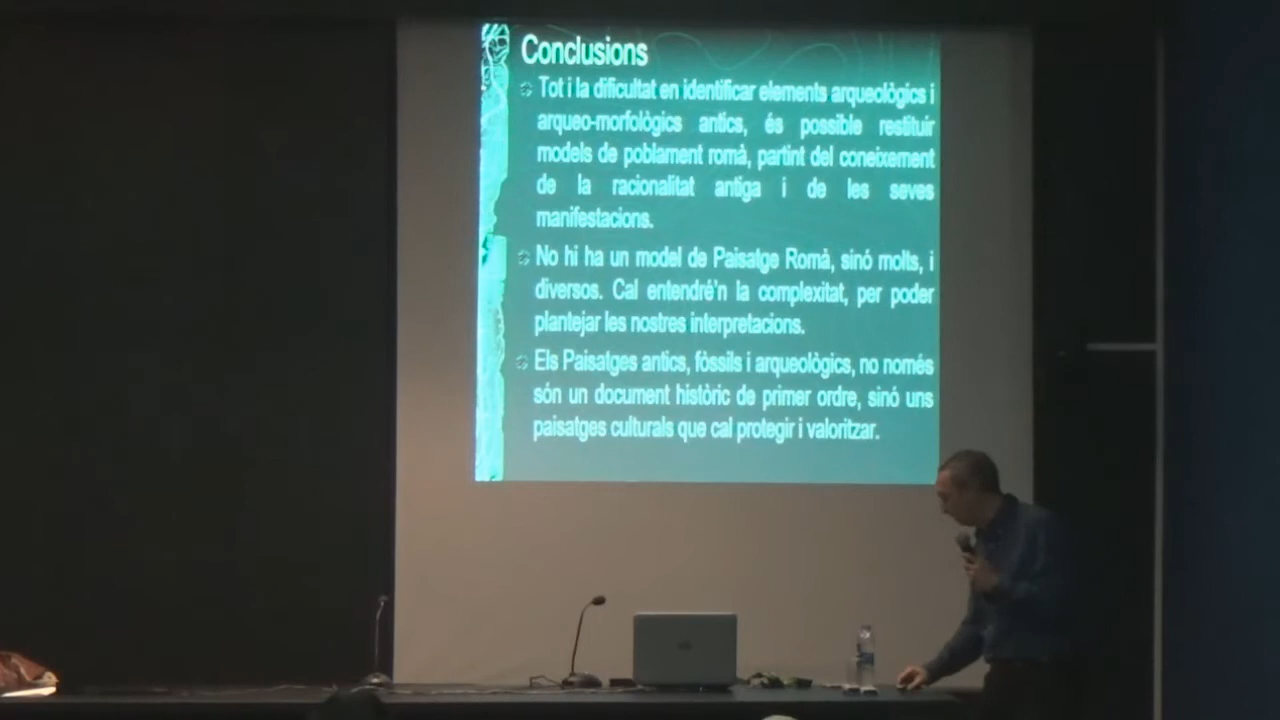 Conclusions
Tot i la dificultat en identificar elements arqueològics i
arqueo-morfològics antics, és possible restituir
models de poblament romà, partint del coneixement
de la racionalitat antiga i de les seves
manifestacions.
No hi ha un model de Paisatge Romà, sinó molts, i
diversos. Cal entendre'n la complexitat, per poder
plantejar les nostres interpretacions.
Els Paisatges antics, fòssils i arqueològics, no només
són un document històric de primer ordre, sinó uns
paisatges culturals que cal protegir i valoritzar.